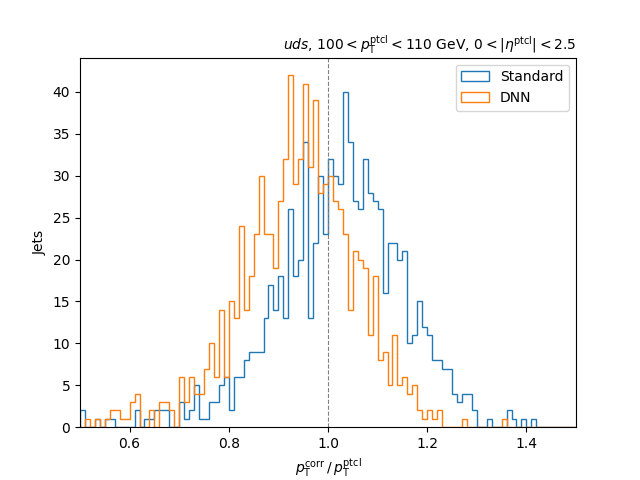 uds, 100 < p_T^ptcl < 110 GeV, 0 < |η^ptcl| < 2.5
Standard
DNN
40
35
30
25
20
15
10
5
0
Jets
0.6 0.8 1.0 1.2 1.4
p_T^corr / p_T^ptcl